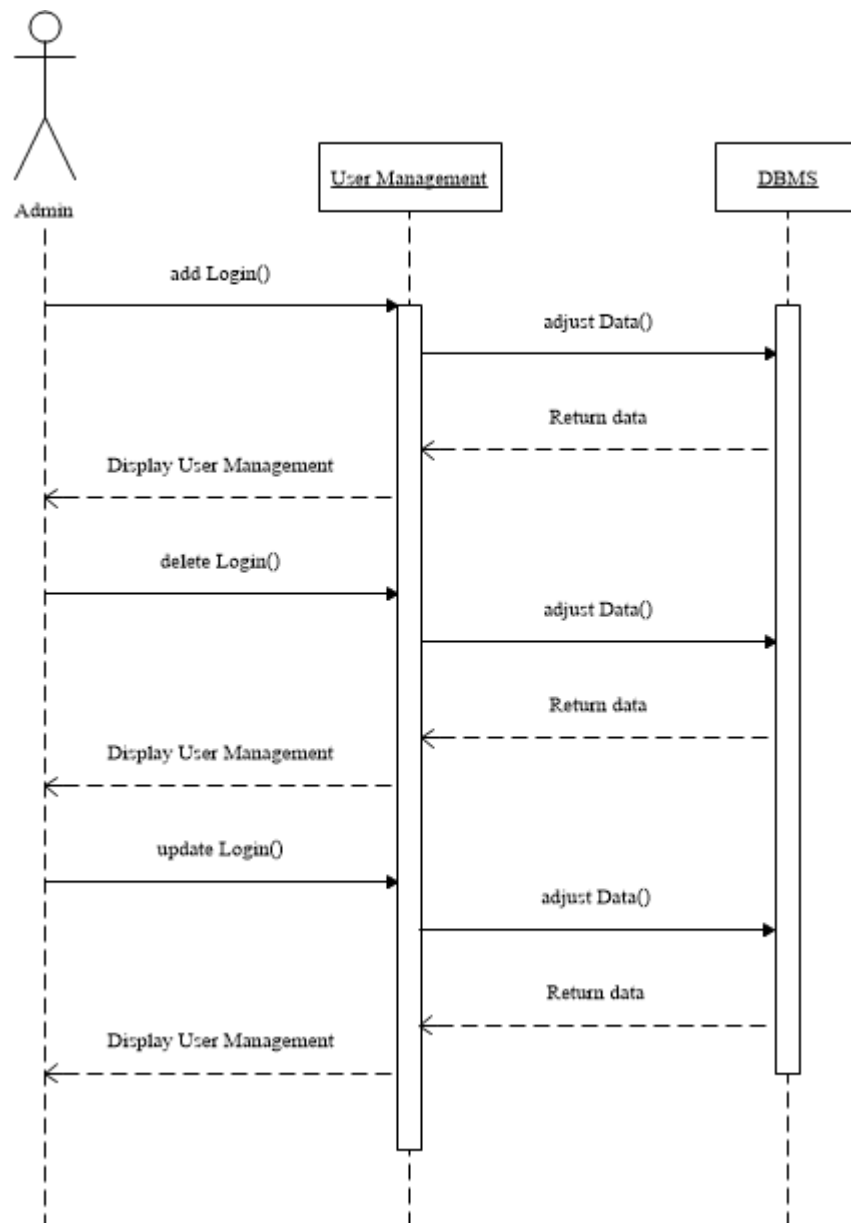 User Management
DBMS
Admin
add Login()
adjust Data()
Return data
Display User Management
delete Login()
adjust Data()
Return data
Display User Management
update Login()
adjust Data()
Return data
Display User Management